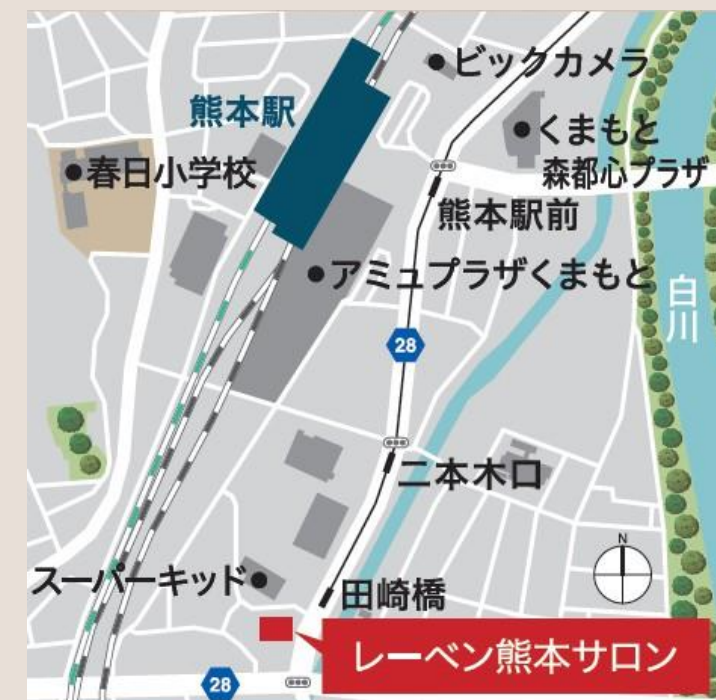 ビックカメラ
熊本駅
くまもと
森都心プラザ
春日小学校
熊本駅前
アミュプラザくまもと
白川
28
二本木口
N
スーパーキッド
田崎橋
レーベン熊本サロン
28